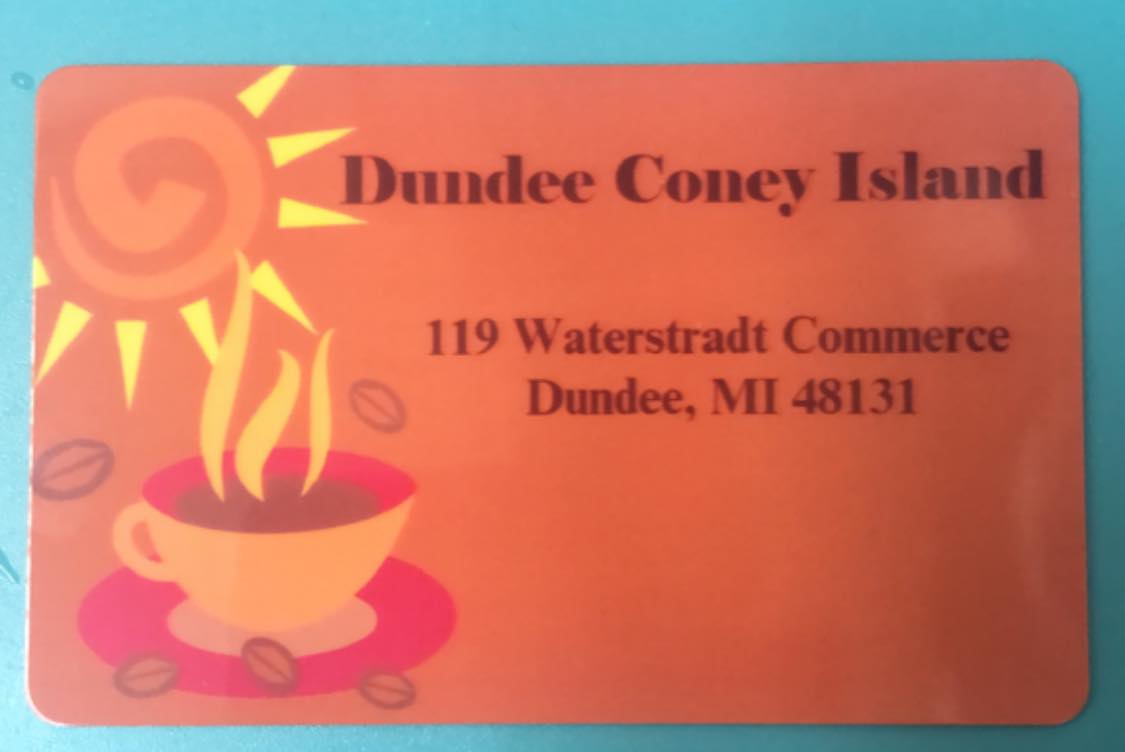 Dundee Coney Island
119 Waterstradt Commerce
Dundee, MI 48131